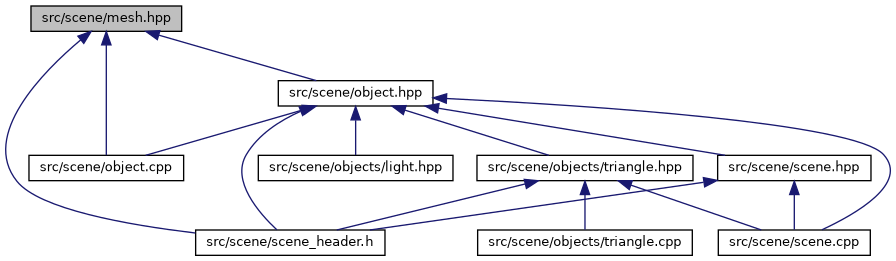 src/scene/mesh.hpp
src/scene/object.hpp
src/scene/object.cpp
src/scene/objects/light.hpp
src/scene/objects/triangle.hpp
src/scene/scene.hpp
src/scene/scene_header.h
src/scene/objects/triangle.cpp
src/scene/scene.cpp